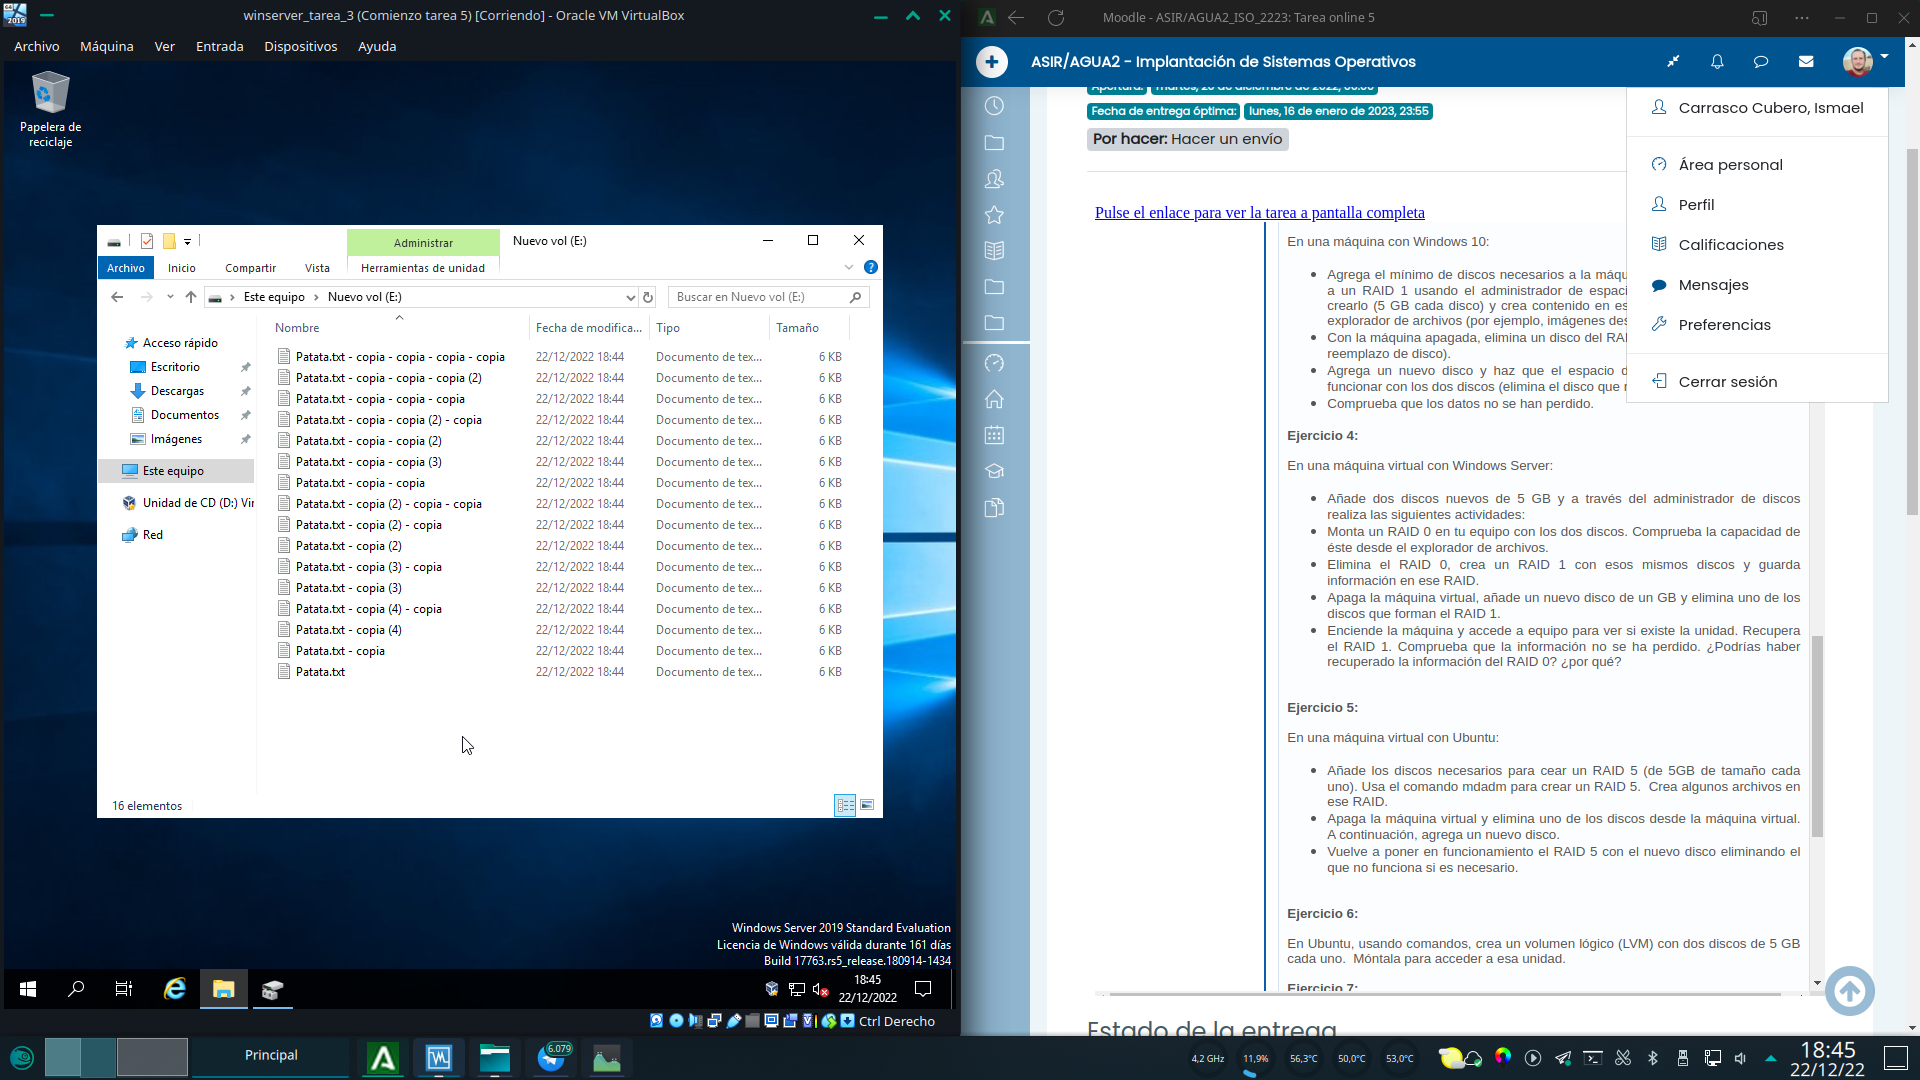 winserver_tarea_3 (Comienzo tarea 5) [Corriendo] - Oracle VM VirtualBox
Archivo Máquina Ver Entrada Dispositivos Ayuda
Papelera de reciclaje
Administrar Nuevo vol (E:)
Archivo Inicio Compartir Vista Herramientas de unidad
Este equipo > Nuevo vol (E:) Buscar en Nuevo vol (E:)
Nombre Fecha de modifica... Tipo Tamaño
Acceso rápido
Escritorio
Descargas
Documentos
Imágenes
Este equipo
Unidad de CD (D:) Vir
Red
Patata.txt - copia - copia - copia - copia 22/12/2022 18:44 Documento de tex... 6 KB
Patata.txt - copia - copia - copia (2) 22/12/2022 18:44 Documento de tex... 6 KB
Patata.txt - copia - copia - copia 22/12/2022 18:44 Documento de tex... 6 KB
Patata.txt - copia - copia (2) - copia 22/12/2022 18:44 Documento de tex... 6 KB
Patata.txt - copia - copia (2) 22/12/2022 18:44 Documento de tex... 6 KB
Patata.txt - copia - copia (3) 22/12/2022 18:44 Documento de tex... 6 KB
Patata.txt - copia - copia 22/12/2022 18:44 Documento de tex... 6 KB
Patata.txt - copia (2) - copia - copia 22/12/2022 18:44 Documento de tex... 6 KB
Patata.txt - copia (2) - copia 22/12/2022 18:44 Documento de tex... 6 KB
Patata.txt - copia (2) 22/12/2022 18:44 Documento de tex... 6 KB
Patata.txt - copia (3) - copia 22/12/2022 18:44 Documento de tex... 6 KB
Patata.txt - copia (3) 22/12/2022 18:44 Documento de tex... 6 KB
Patata.txt - copia (4) - copia 22/12/2022 18:44 Documento de tex... 6 KB
Patata.txt - copia (4) 22/12/2022 18:44 Documento de tex... 6 KB
Patata.txt - copia 22/12/2022 18:44 Documento de tex... 6 KB
Patata.txt 22/12/2022 18:44 Documento de tex... 6 KB
16 elementos
Windows Server 2019 Standard Evaluation
Licencia de Windows válida durante 161 días
Build 17763.rs5_release.180914-1434
18:45
22/12/2022
Ctrl Derecho
Moodle - ASIR/AGUA2_ISO_2223: Tarea online 5
ASIR/AGUA2 - Implantación de Sistemas Operativos
Apertura: martes, 20 de diciembre de 2022, 00:00
Fecha de entrega óptima: lunes, 16 de enero de 2023, 23:55
Por hacer: Hacer un envío
Carrasco Cubero, Ismael
Área personal
Perfil
Calificaciones
Mensajes
Preferencias
Cerrar sesión
Pulse el enlace para ver la tarea a pantalla completa
En una máquina con Windows 10:
Agrega el mínimo de discos necesarios a la máqu
a un RAID 1 usando el administrador de espaci
crearlo (5 GB cada disco) y crea contenido en es
explorador de archivos (por ejemplo, imágenes des
Con la máquina apagada, elimina un disco del RAI
reemplazo de disco).
Agrega un nuevo disco y haz que el espacio d
funcionar con los dos discos (elimina el disco que n
Comprueba que los datos no se han perdido.
Ejercicio 4:
En una máquina virtual con Windows Server:
Añade dos discos nuevos de 5 GB y a través del administrador de discos
realiza las siguientes actividades:
Monta un RAID 0 en tu equipo con los dos discos. Comprueba la capacidad de
éste desde el explorador de archivos.
Elimina el RAID 0, crea un RAID 1 con esos mismos discos y guarda
información en ese RAID.
Apaga la máquina virtual, añade un nuevo disco de un GB y elimina uno de los
discos que forman el RAID 1.
Enciende la máquina y accede a equipo para ver si existe la unidad. Recupera
el RAID 1. Comprueba que la información no se ha perdido. ¿Podrías haber
recuperado la información del RAID 0? ¿por qué?
Ejercicio 5:
En una máquina virtual con Ubuntu:
Añade los discos necesarios para cear un RAID 5 (de 5GB de tamaño cada
uno). Usa el comando mdadm para crear un RAID 5. Crea algunos archivos en
ese RAID.
Apaga la máquina virtual y elimina uno de los discos desde la máquina virtual.
A continuación, agrega un nuevo disco.
Vuelve a poner en funcionamiento el RAID 5 con el nuevo disco eliminando el
que no funciona si es necesario.
Ejercicio 6:
En Ubuntu, usando comandos, crea un volumen lógico (LVM) con dos discos de 5 GB
cada uno. Móntala para acceder a esa unidad.
Ejercicio 7:
Estado de la entrega
Principal
6.079
4,2 GHz 11,9% 56,3°C 50,0°C 53,0°C
18:45
22/12/22